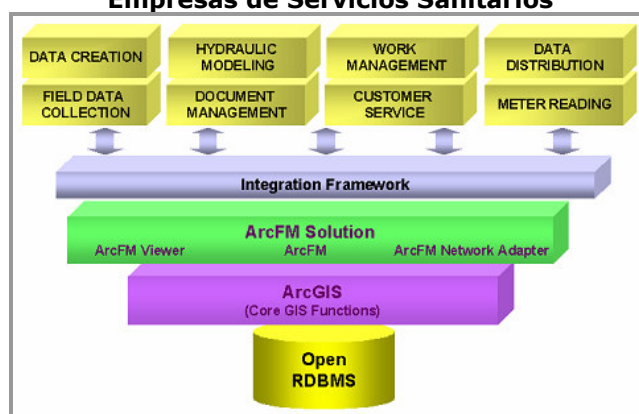 Empresas de Servicios Sanitarios
DATA CREATION
HYDRAULIC
MODELING
WORK
MANAGEMENT
DATA
DISTRIBUTION
FIELD DATA
COLLECTION
DOCUMENT
MANAGEMENT
CUSTOMER
SERVICE
METER READING
Integration Framework
ArcFM Solution
ArcFM Viewer ArcFM ArcFM Network Adapter
ArcGIS
(Core GIS Functions)
Open
RDBMS